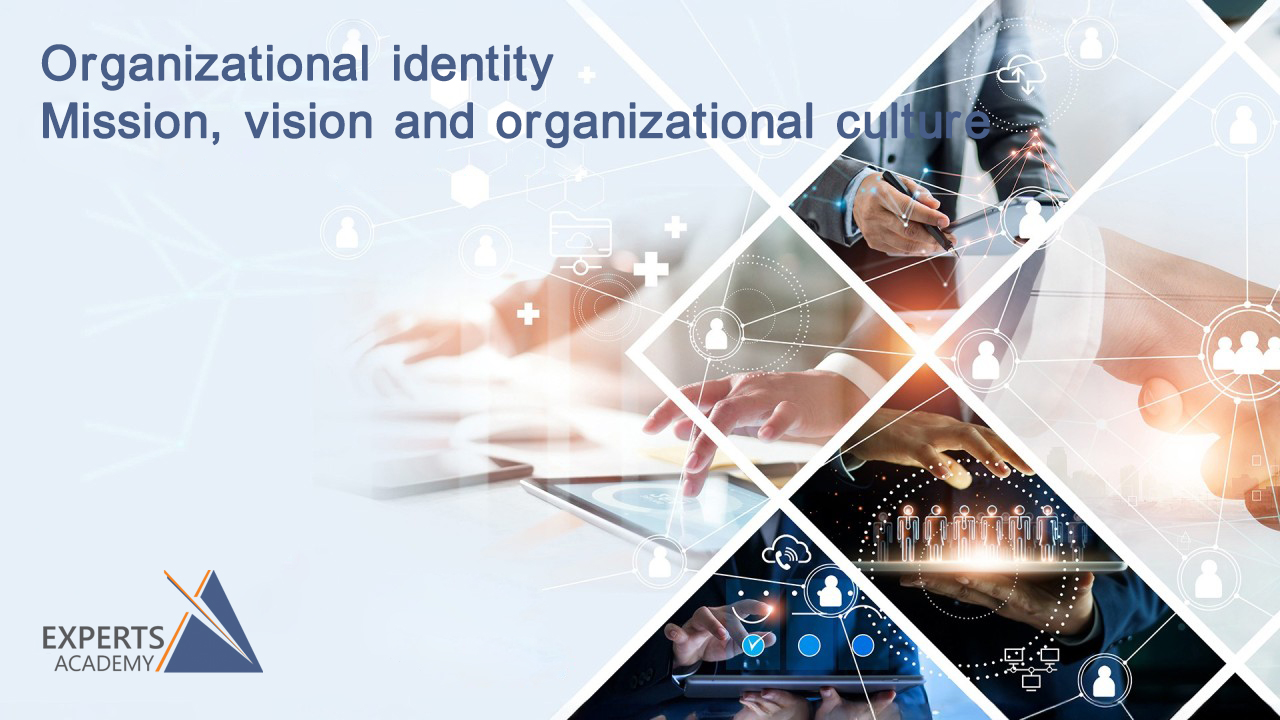 Organizational identity
Mission, vision and organizational culture
EXPERTS
ACADEMY